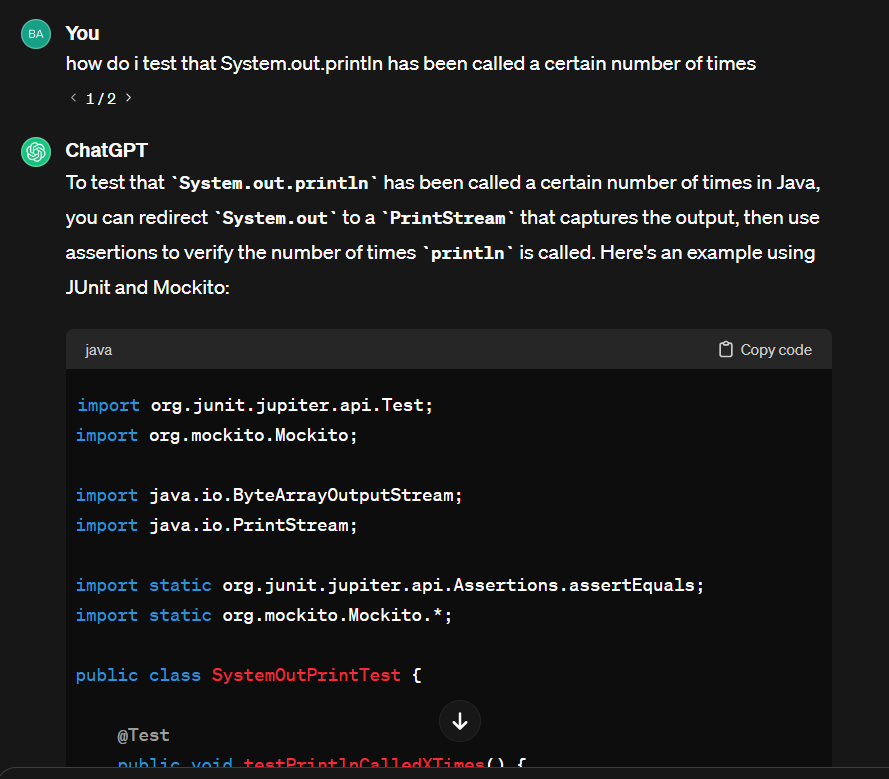 BA You
how do i test that System.out.println has been called a certain number of times
< 1/2 >
ChatGPT
To test that `System.out.println` has been called a certain number of times in Java,
you can redirect `System.out` to a `PrintStream` that captures the output, then use
assertions to verify the number of times `println` is called. Here's an example using
JUnit and Mockito:
java Copy code
import org.junit.jupiter.api.Test;
import org.mockito.Mockito;
import java.io.ByteArrayOutputStream;
import java.io.PrintStream;
import static org.junit.jupiter.api.Assertions.assertEquals;
import static org.mockito.Mockito.*;
public class SystemOutPrintTest {
@Test
public void testPrintlnCalledXTimes() {